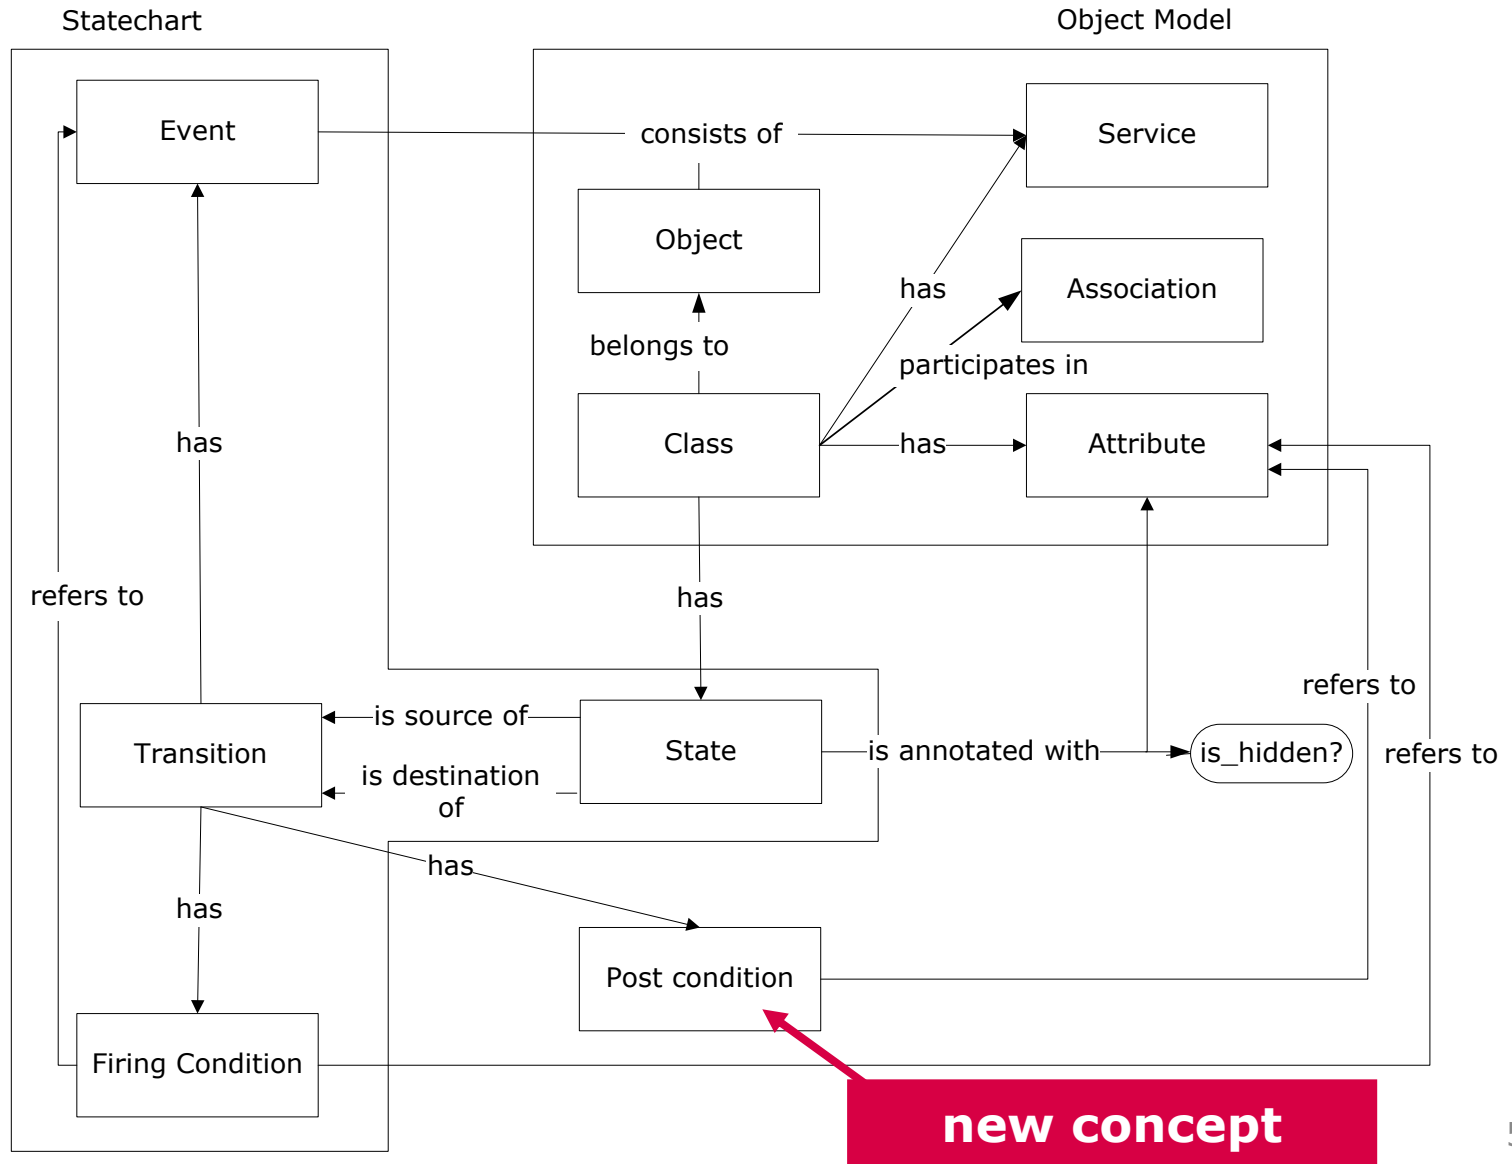 Statechart
Object Model
Event
consists of
Service
Object
has
Association
belongs to
participates in
has
Class
has
Attribute
refers to
has
refers to
is source of
Transition
State
is annotated with
is_hidden?
refers to
is destination
of
has
has
Post condition
Firing Condition
new concept